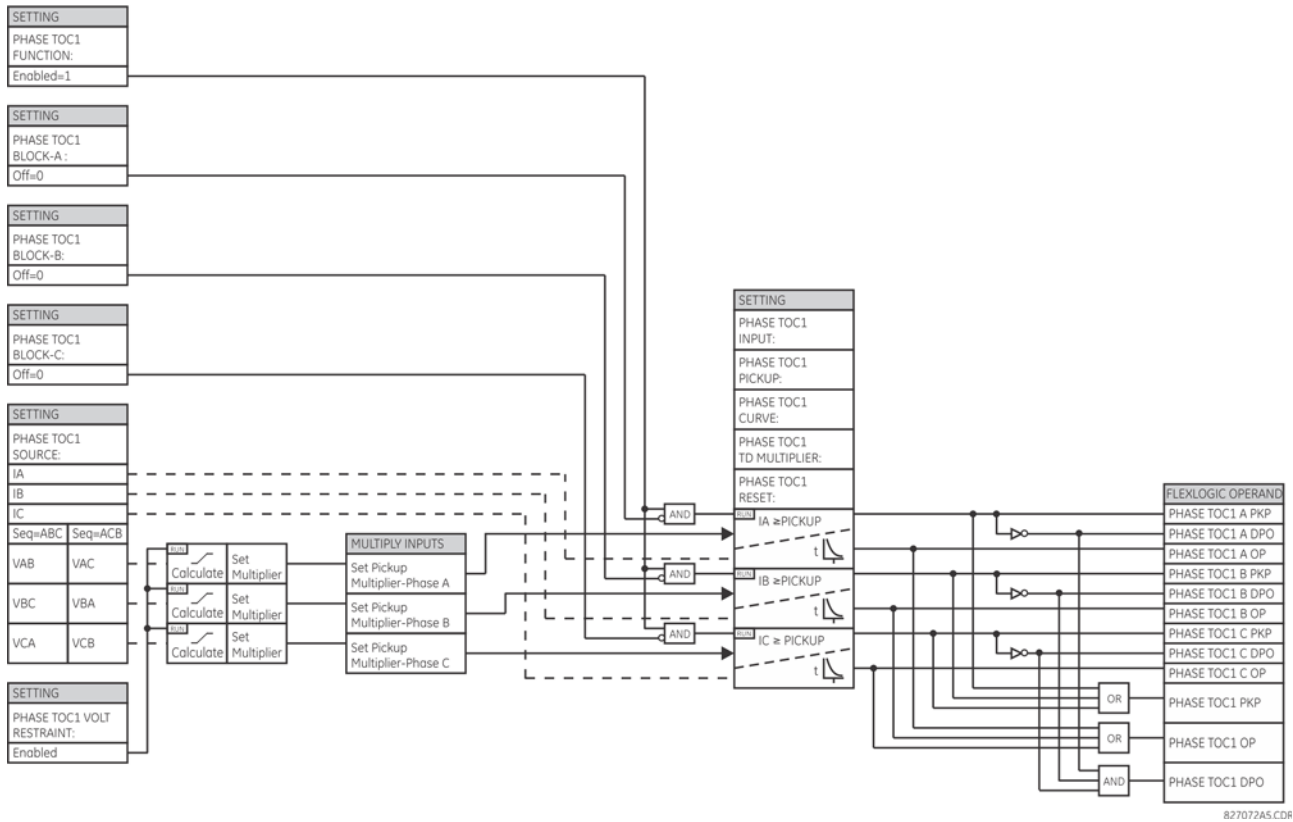 SETTING
PHASE TOC1
FUNCTION:
Enabled=1
SETTING
PHASE TOC1
BLOCK-A :
Off=0
SETTING
PHASE TOC1
BLOCK-B:
Off=0
SETTING
PHASE TOC1
BLOCK-C:
Off=0
SETTING
PHASE TOC1
SOURCE:
IA
IB
IC
Seq=ABC Seq=ACB
VAB VAC
VBC VBA
VCA VCB
SETTING
PHASE TOC1 VOLT
RESTRAINT:
Enabled
RUN
Calculate
Set
Multiplier
RUN
Calculate
Set
Multiplier
RUN
Calculate
Set
Multiplier
MULTIPLY INPUTS
Set Pickup
Multiplier-Phase A
Set Pickup
Multiplier-Phase B
Set Pickup
Multiplier-Phase C
AND
AND
AND
SETTING
PHASE TOC1
INPUT:
PHASE TOC1
PICKUP:
PHASE TOC1
CURVE:
PHASE TOC1
TD MULTIPLIER:
PHASE TOC1
RESET:
RUN
IA ≥PICKUP
t
RUN
IB ≥PICKUP
t
RUN
IC ≥ PICKUP
t
OR
OR
AND
FLEXLOGIC OPERAND
PHASE TOC1 A PKP
PHASE TOC1 A DPO
PHASE TOC1 A OP
PHASE TOC1 B PKP
PHASE TOC1 B DPO
PHASE TOC1 B OP
PHASE TOC1 C PKP
PHASE TOC1 C DPO
PHASE TOC1 C OP
PHASE TOC1 PKP
PHASE TOC1 OP
PHASE TOC1 DPO
827072A5.CDR